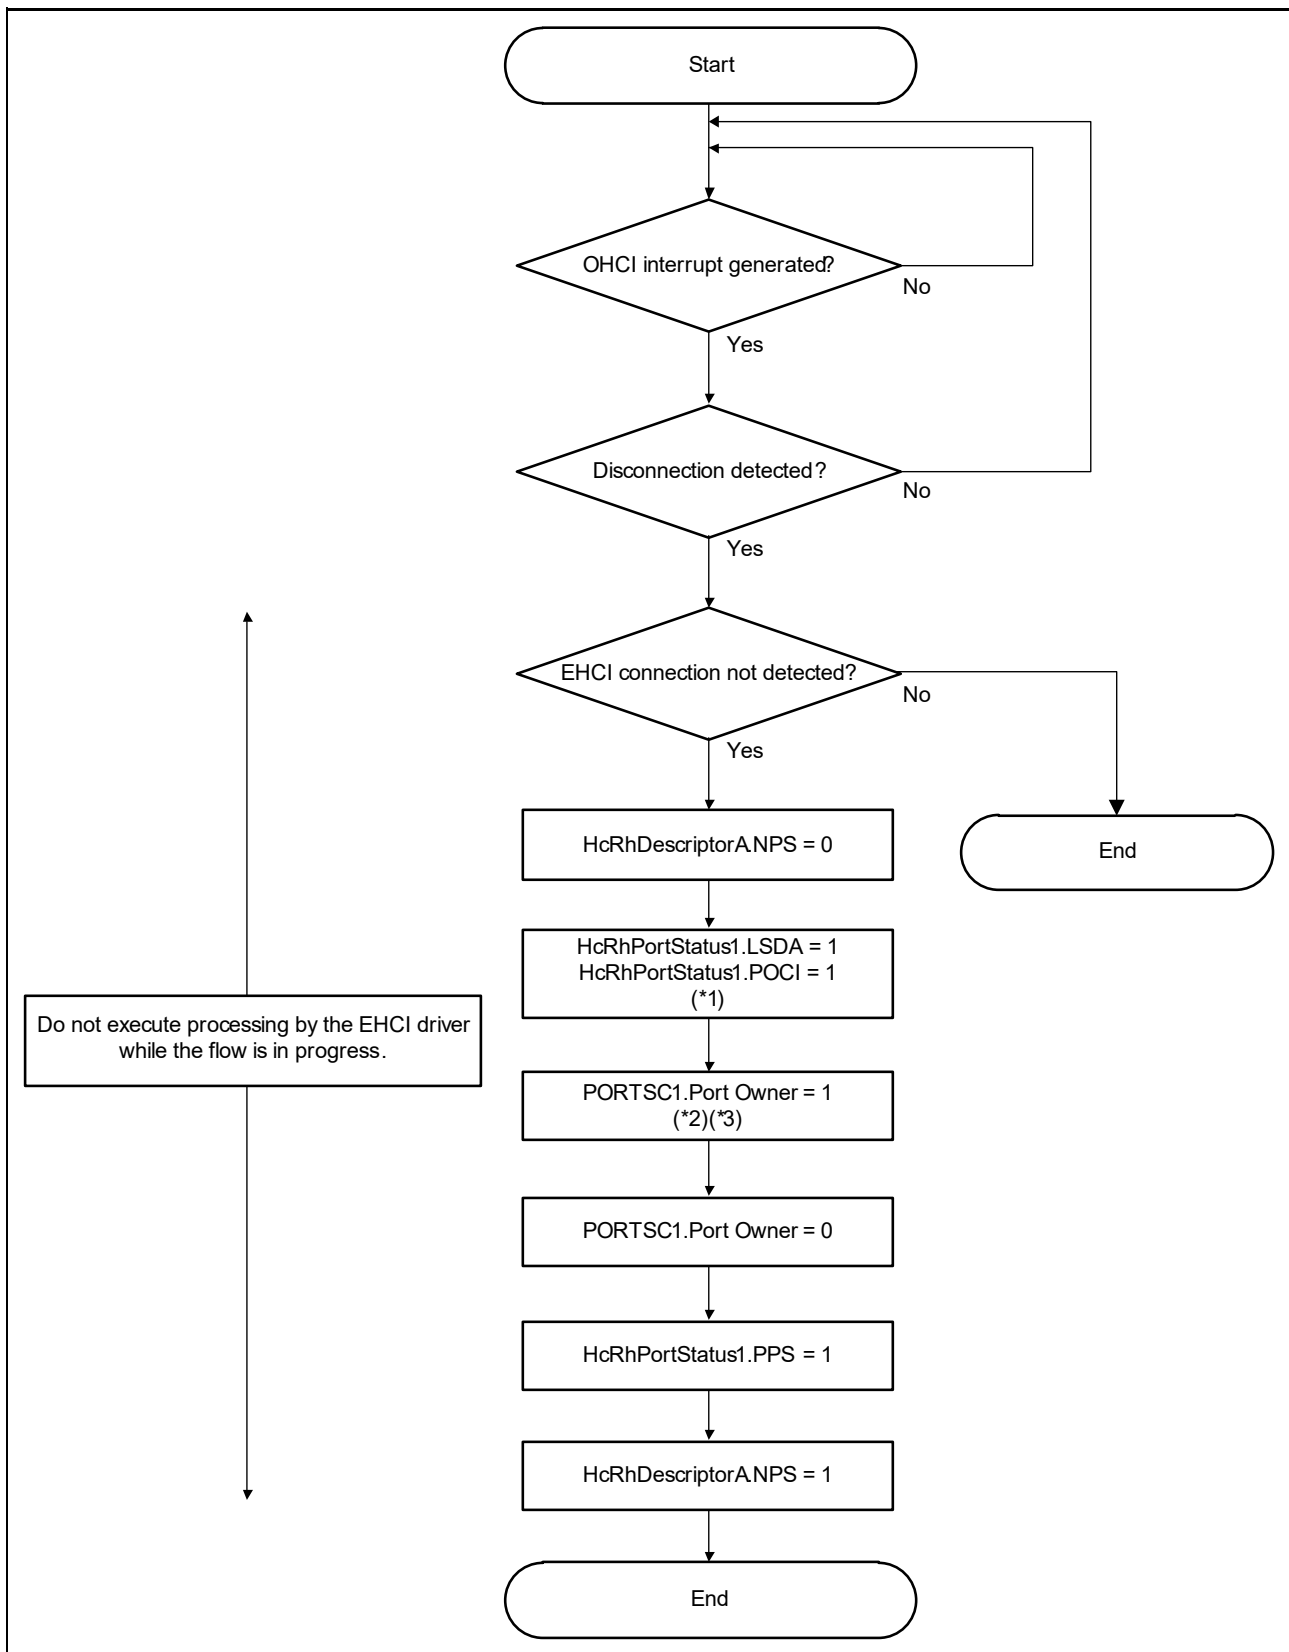 Start
OHCI interrupt generated?
No
Yes
Disconnection detected?
No
Yes
EHCI connection not detected?
No
Yes
HcRhDescriptorA.NPS = 0
End
HcRhPortStatus1.LSDA = 1
HcRhPortStatus1.POCI = 1
(*1)
Do not execute processing by the EHCI driver
while the flow is in progress.
PORTSC1.Port Owner = 1
(*2)(*3)
PORTSC1.Port Owner = 0
HcRhPortStatus1.PPS = 1
HcRhDescriptorA.NPS = 1
End